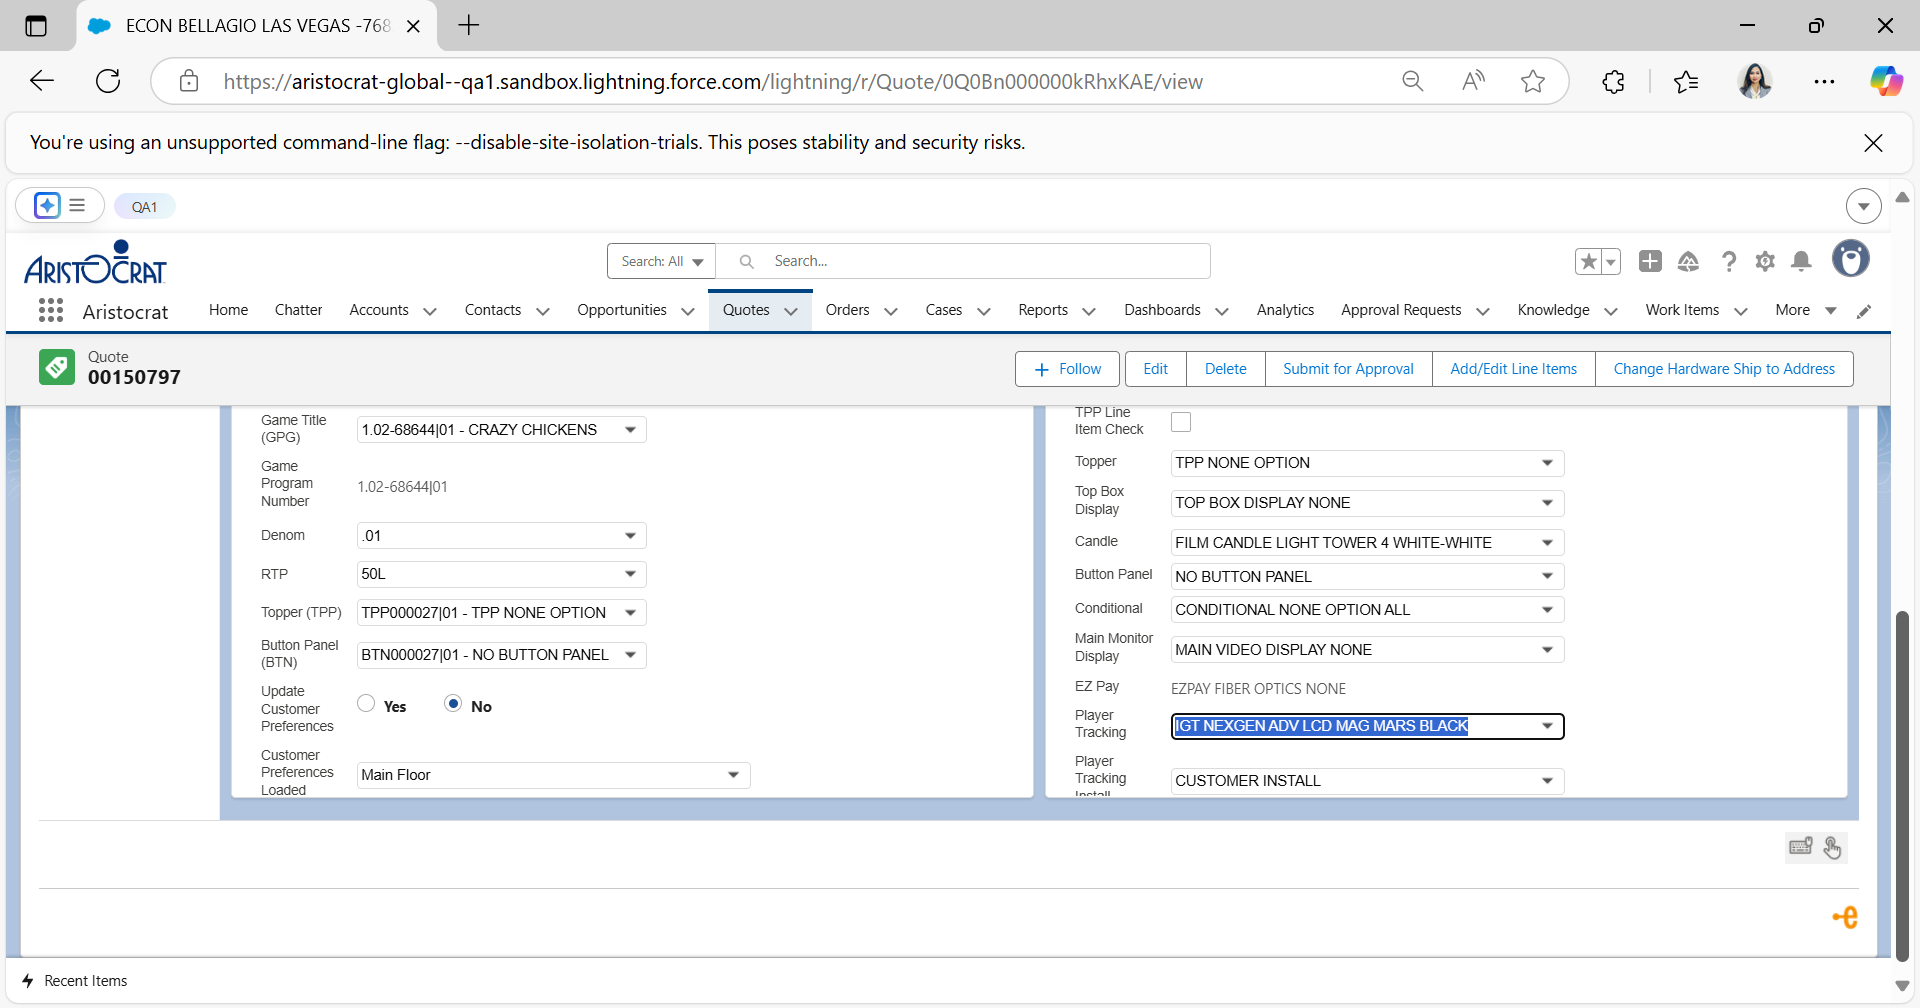 ECON BELLAGIO LAS VEGAS -768
https://aristocrat-global--qa1.sandbox.lightning.force.com/lightning/r/Quote/0Q0Bn000000kRhxKAE/view
You're using an unsupported command-line flag: --disable-site-isolation-trials. This poses stability and security risks.
QA1
ARISTOCRAT
Search: All
Search...
Aristocrat
Home
Chatter
Accounts
Contacts
Opportunities
Quotes
Orders
Cases
Reports
Dashboards
Analytics
Approval Requests
Knowledge
Work Items
More
Quote
00150797
Follow
Edit
Delete
Submit for Approval
Add/Edit Line Items
Change Hardware Ship to Address
Game Title
(GPG)
1.02-68644|01 - CRAZY CHICKENS
Game
Program
Number
1.02-68644|01
Denom
.01
RTP
50L
Topper (TPP)
TPP000027|01 - TPP NONE OPTION
Button Panel
(BTN)
BTN000027|01 - NO BUTTON PANEL
Update
Customer
Preferences
Yes
No
Customer
Preferences
Loaded
Main Floor
TPP Line
Item Check
Topper
TPP NONE OPTION
Top Box
Display
TOP BOX DISPLAY NONE
Candle
FILM CANDLE LIGHT TOWER 4 WHITE-WHITE
Button Panel
NO BUTTON PANEL
Conditional
CONDITIONAL NONE OPTION ALL
Main Monitor
Display
MAIN VIDEO DISPLAY NONE
EZ Pay
EZPAY FIBER OPTICS NONE
Player
Tracking
IGT NEXGEN ADV LCD MAG MARS BLACK
Player
Tracking
Install
CUSTOMER INSTALL
Recent Items